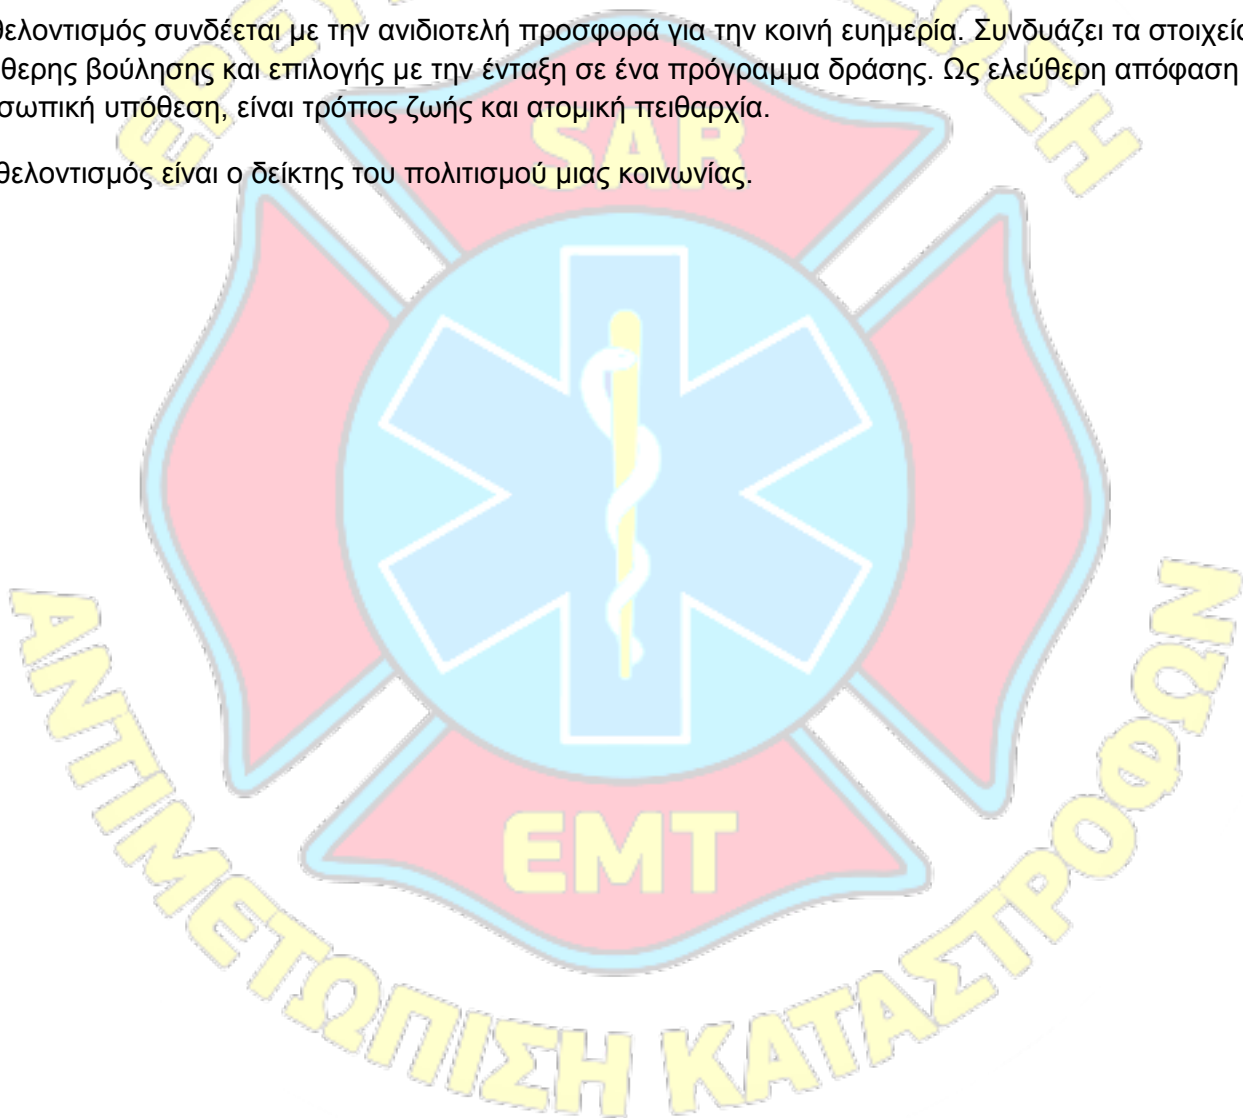 θελοντισμός συνδέεται με την ανιδιοτελή προσφορά για την κοινή ευημερία. Συνδυάζει τα στοιχεία
θερης βούλησης και επιλογής με την ένταξη σε ένα πρόγραμμα δράσης. Ως ελεύθερη απόφαση
σωπική υπόθεση, είναι τρόπος ζωής και ατομική πειθαρχία.
θελοντισμός είναι ο δείκτης του πολιτισμού μιας κοινωνίας.
SAR
EMT
ΑΝΤΙΜΕΤΩΠΙΣΗ ΚΑΤΑΣΤΡΟΦΩΝ